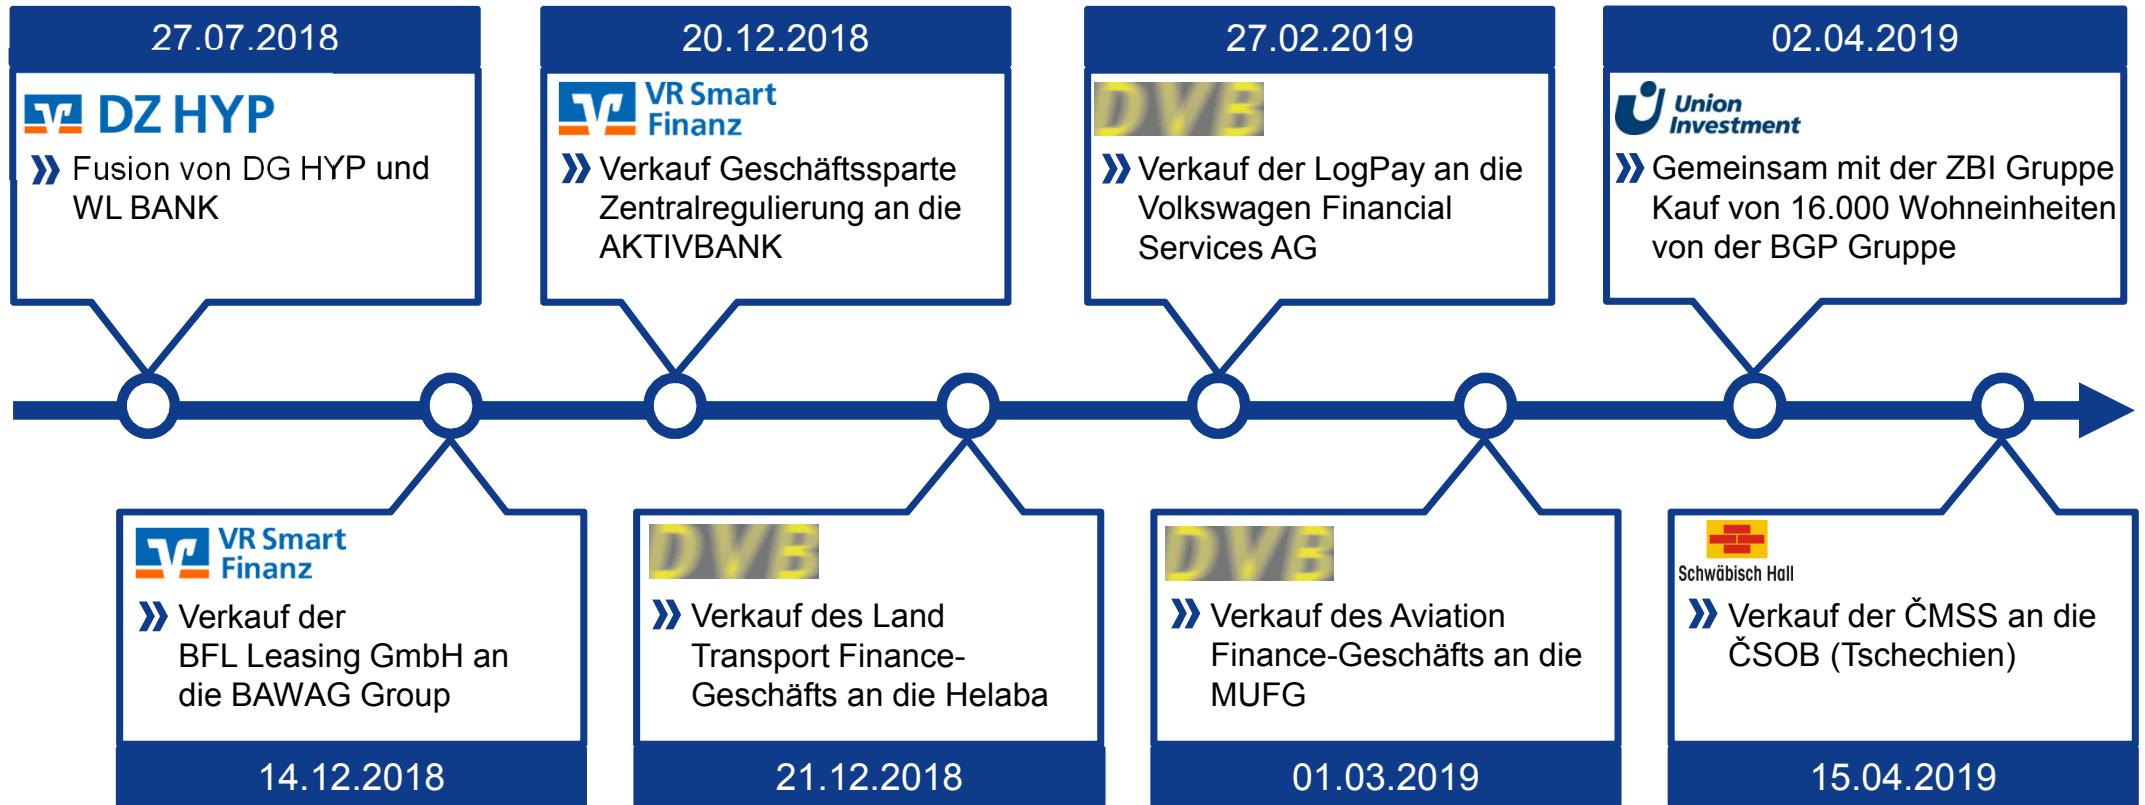 27.07.2018
DZ HYP
Fusion von DG HYP und
WL BANK
20.12.2018
VR Smart
Finanz
Verkauf Geschäftssparte
Zentralregulierung an die
AKTIVBANK
27.02.2019
DVB
Verkauf der LogPay an die
Volkswagen Financial
Services AG
02.04.2019
Union
Investment
Gemeinsam mit der ZBI Gruppe
Kauf von 16.000 Wohneinheiten
von der BGP Gruppe
VR Smart
Finanz
Verkauf der
BFL Leasing GmbH an
die BAWAG Group
14.12.2018
DVB
Verkauf des Land
Transport Finance-
Geschäfts an die Helaba
21.12.2018
DVB
Verkauf des Aviation
Finance-Geschäfts an die
MUFG
01.03.2019
Schwäbisch Hall
Verkauf der ČMSS an die
ČSOB (Tschechien)
15.04.2019